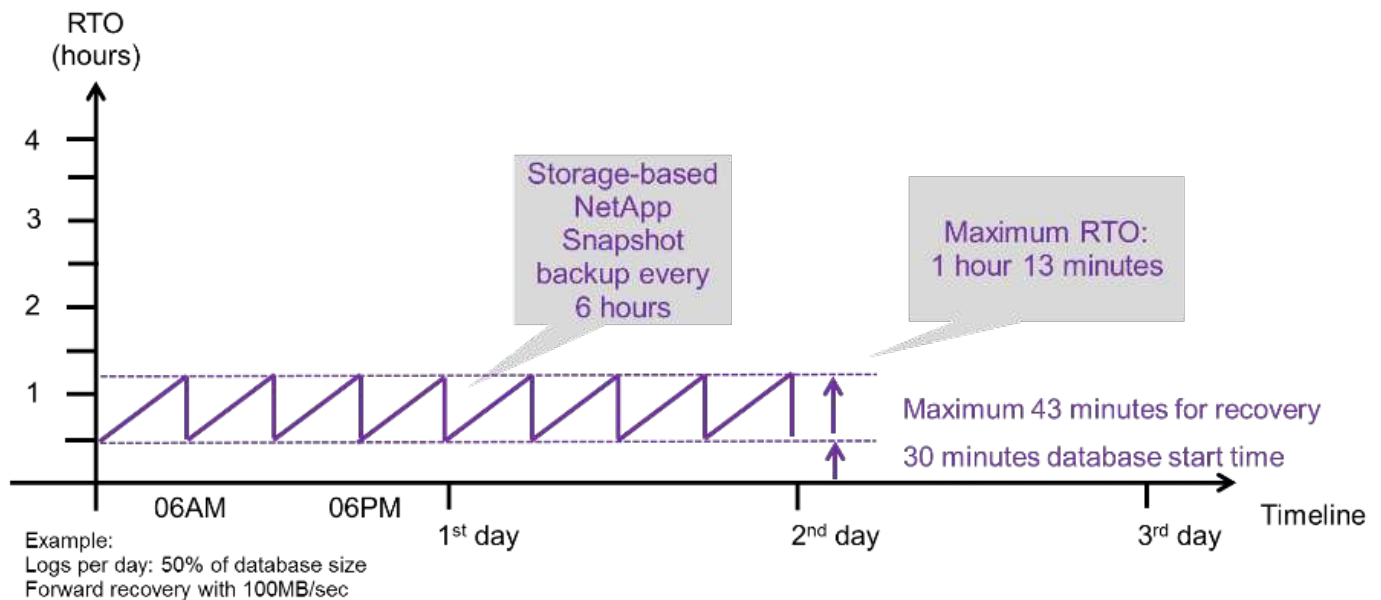 RTO
(hours)
4
3
2
1
Storage-based
NetApp
Snapshot
backup every
6 hours
Maximum RTO:
1 hour 13 minutes
Maximum 43 minutes for recovery
30 minutes database start time
06AM
06PM
1st day
2nd day
3rd day
Timeline
Example:
Logs per day: 50% of database size
Forward recovery with 100MB/sec